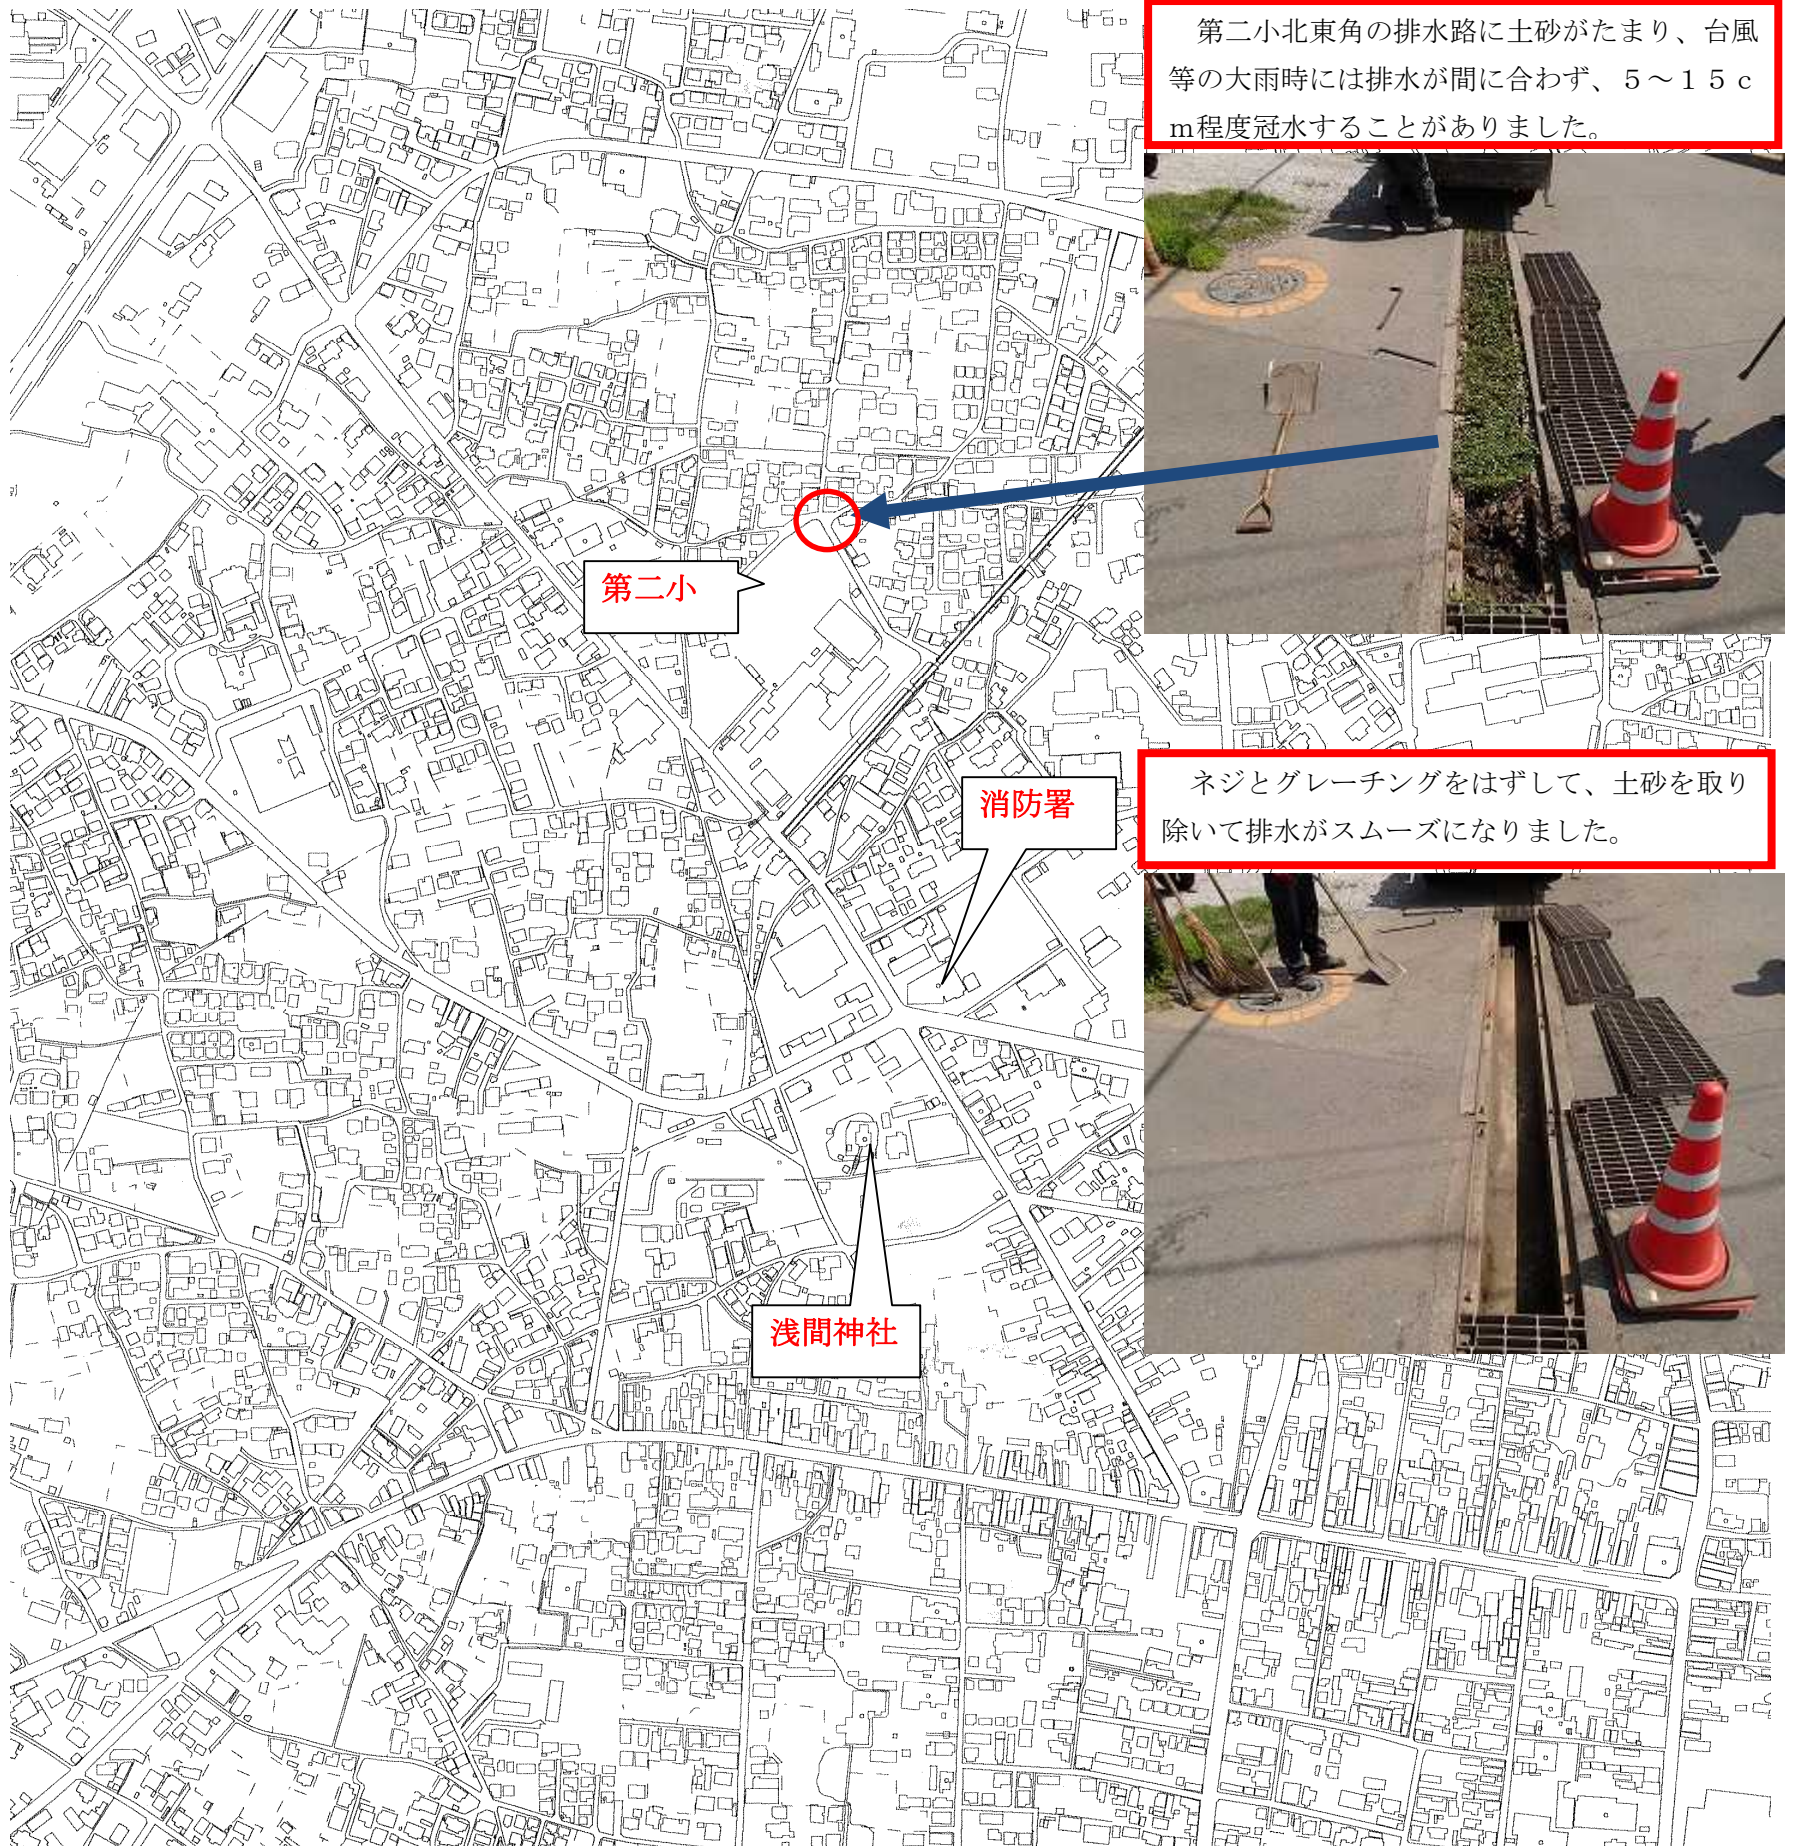 第二小北東角の排水路に土砂がたまり、台風
等の大雨時には排水が間に合わず、５～１５ｃ
ｍ程度冠水することがありました。
第二小
消防署
　ネジとグレーチングをはずして、土砂を取り
除いて排水がスムーズになりました。
浅間神社